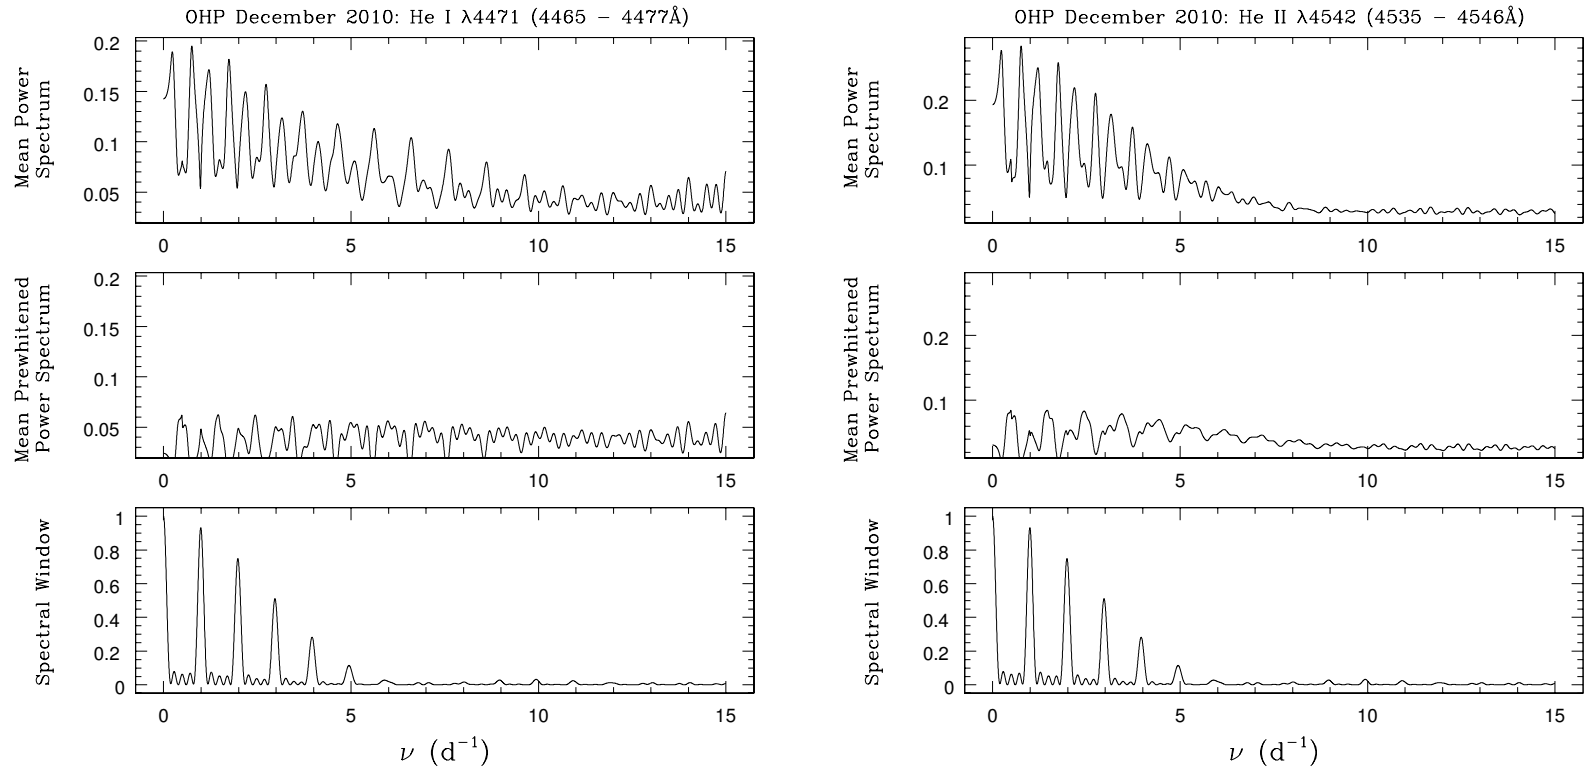 OHP December 2010: He I λ4471 (4465 − 4477Å)
Mean Power
Spectrum
0.2
0.15
0.1
0.05
0 5 10 15
Mean Prewhitened
Power Spectrum
0.2
0.15
0.1
0.05
0 5 10 15
Spectral Window
1
0.8
0.6
0.4
0.2
0
0 5 10 15
ν (d⁻¹)
OHP December 2010: He II λ4542 (4535 − 4546Å)
Mean Power
Spectrum
0.2
0.1
0 5 10 15
Mean Prewhitened
Power Spectrum
0.2
0.1
0 5 10 15
Spectral Window
1
0.8
0.6
0.4
0.2
0
0 5 10 15
ν (d⁻¹)